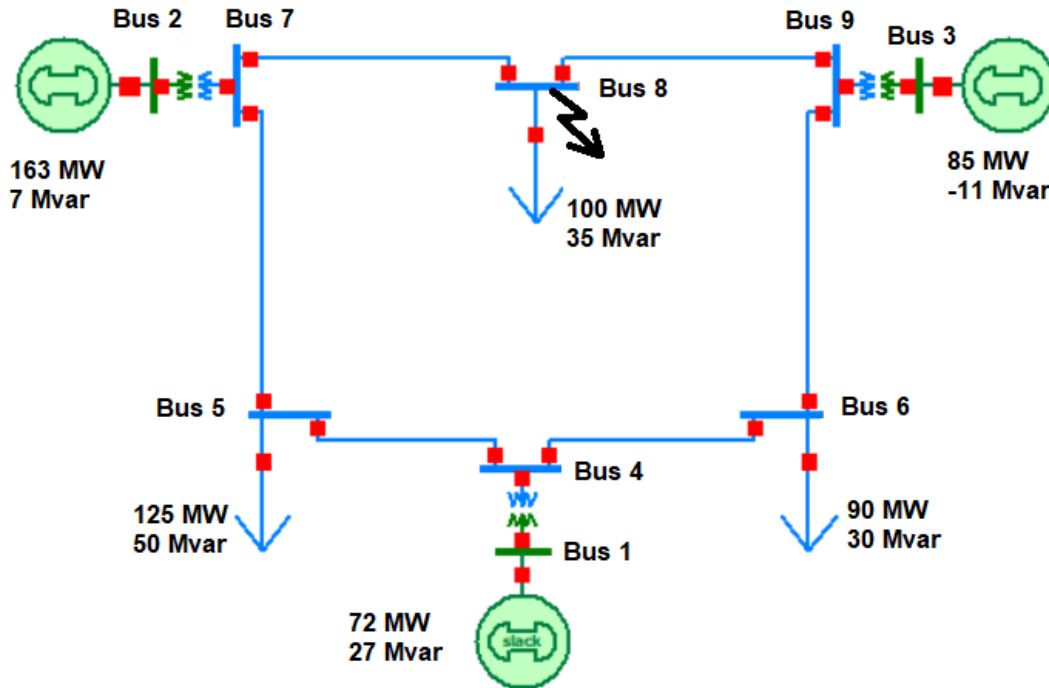 Bus 2
Bus 7
Bus 9
Bus 3
Bus 8
163 MW
7 Mvar
85 MW
-11 Mvar
100 MW
35 Mvar
Bus 5
Bus 6
Bus 4
125 MW
50 Mvar
90 MW
30 Mvar
Bus 1
72 MW
27 Mvar
slack